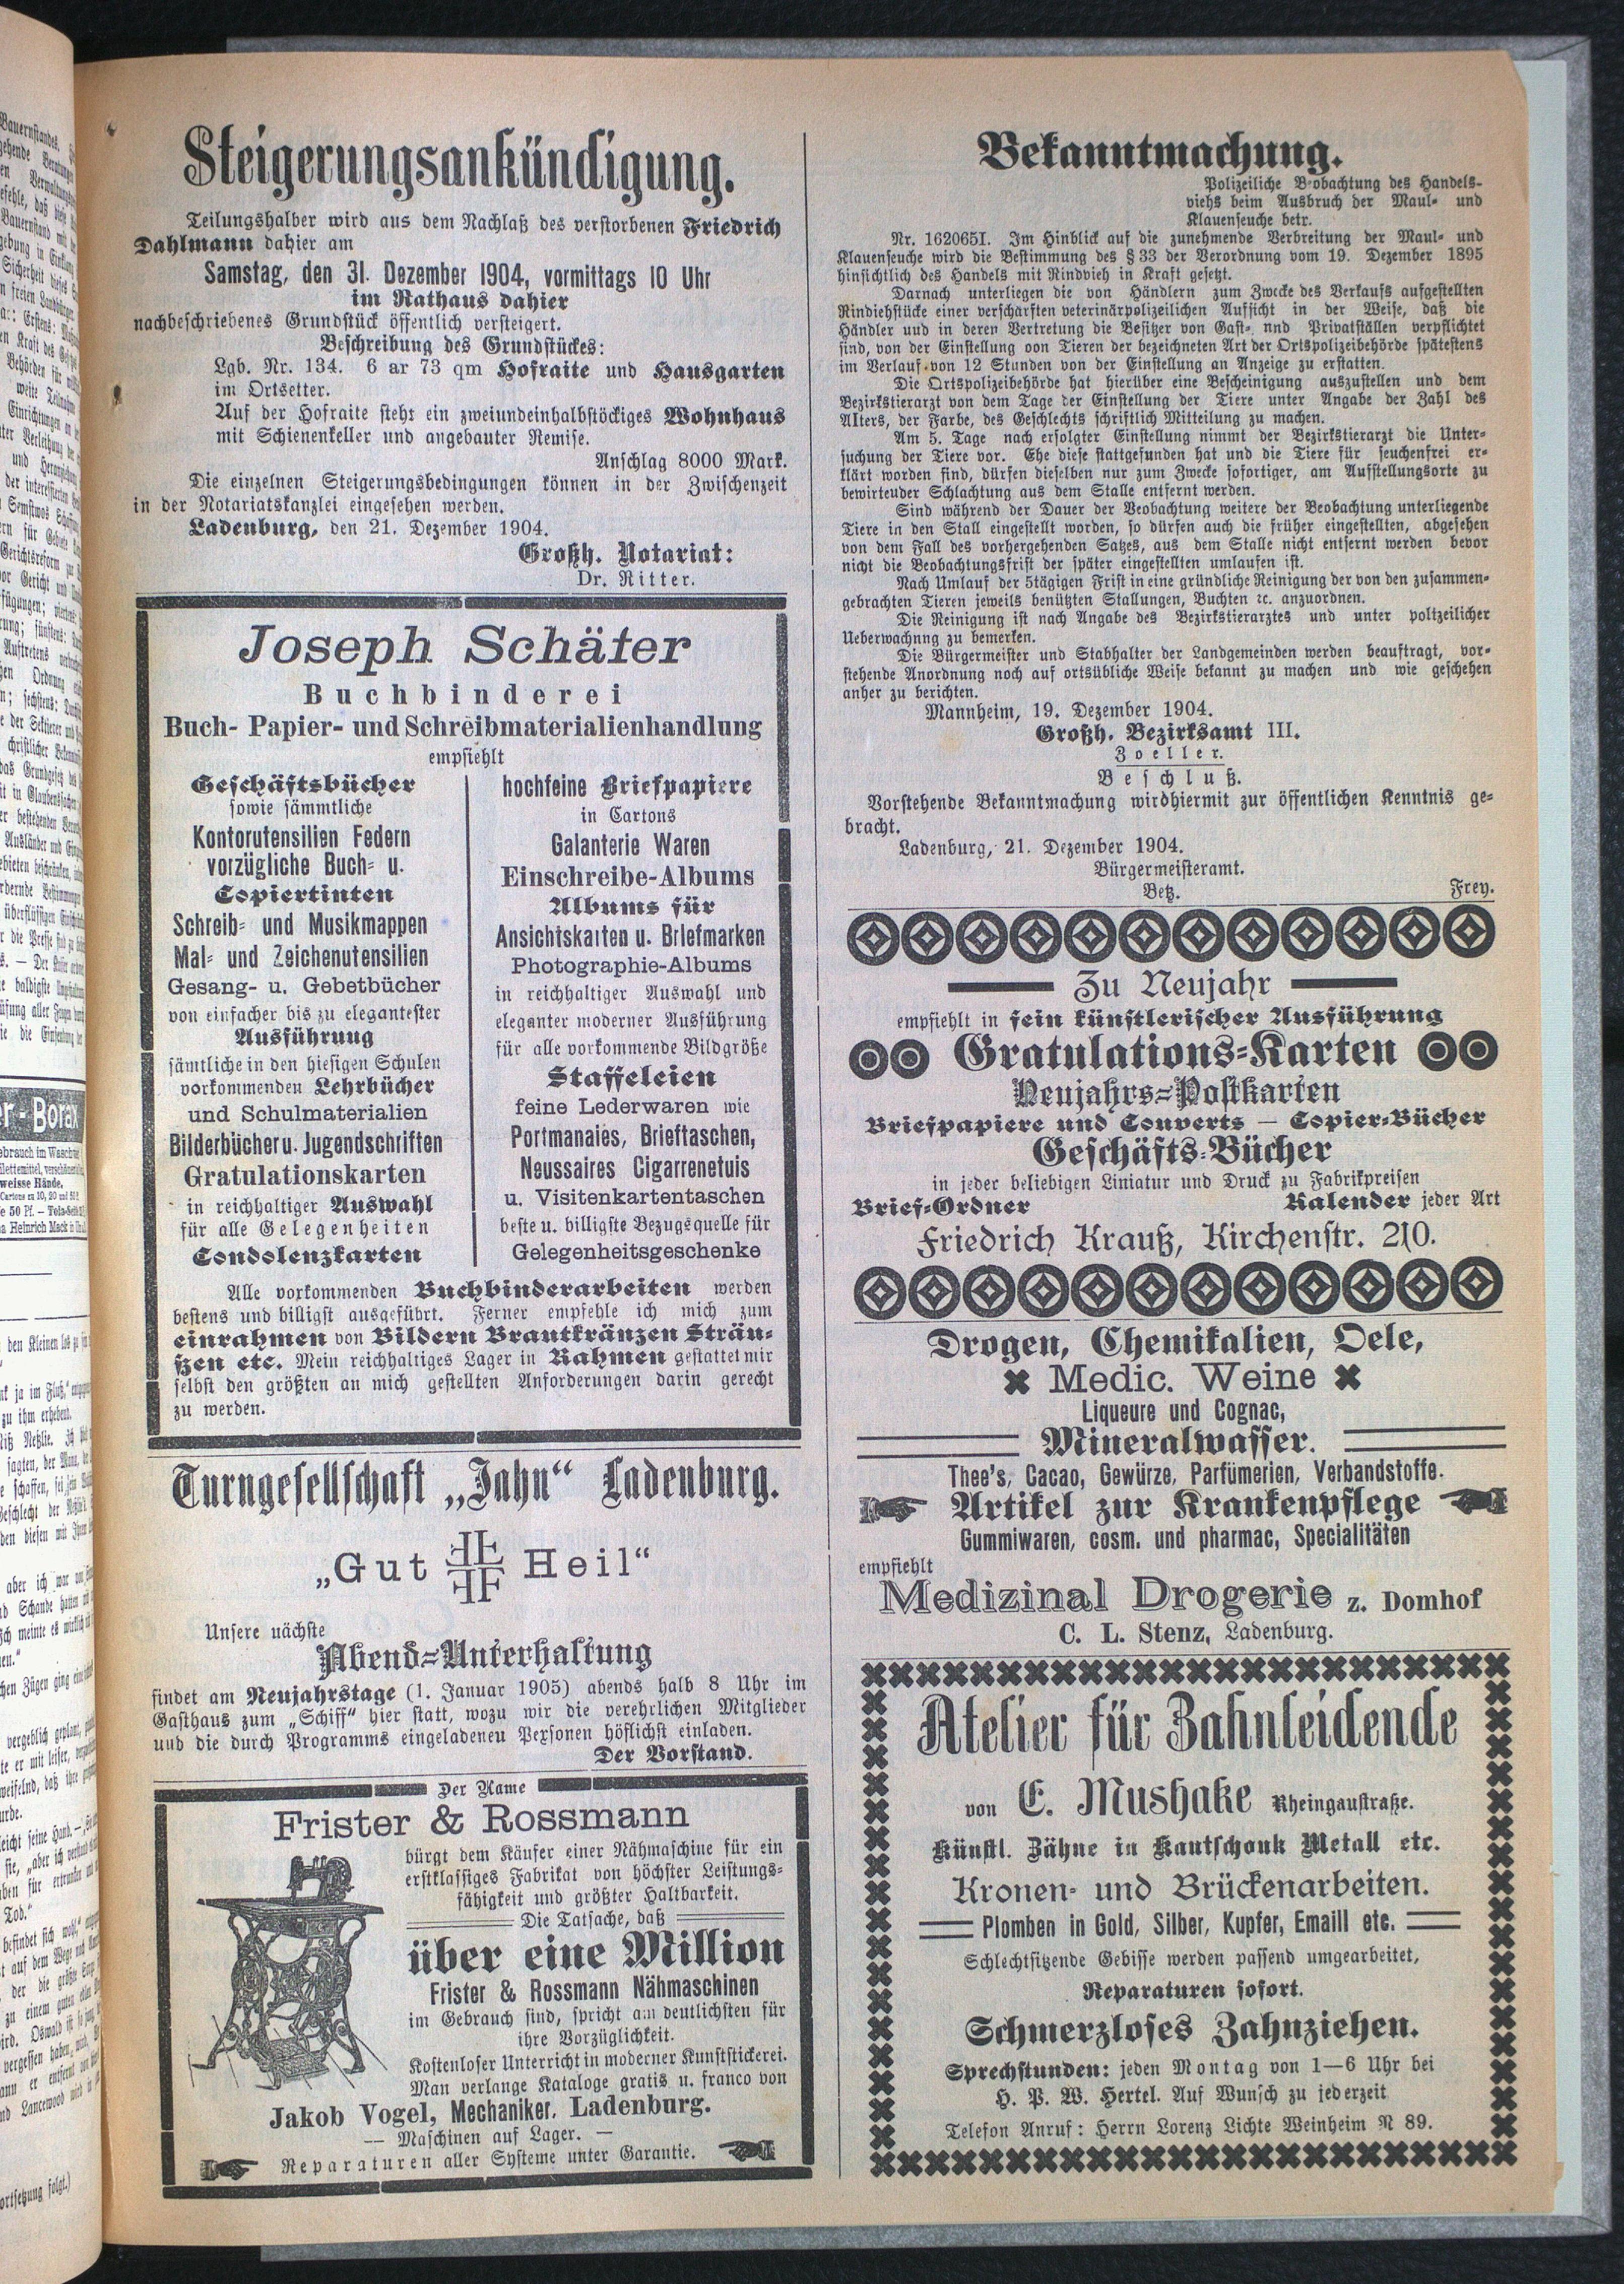 Steigerungsankündigung.
Teilungshalber wird aus dem Nachlaß des verstorbenen Friedrich
Dahlmann dahier am
Samstag, den 31. Dezember 1904, vormittags 10 Uhr
im Rathaus dahier
nachbeschriebenes Grundstück öffentlich versteigert.
Beschreibung des Grundstückes:
Lgb. Nr. 134. 6 ar 73 qm Hofraite und Hausgarten
im Ortsetter.
Auf der Hofraite steht ein zweiundeinhalbstöckiges Wohnhaus
mit Schienenkeller und angebauter Remise.
Anschlag 8000 Mark.
Die einzelnen Steigerungsbedingungen können in der Zwischenzeit
in der Notariatskanzlei eingesehen werden.
Ladenburg, den 21. Dezember 1904.
Großh. Notariat:
Dr. Ritter.
Joseph Schäfer
Buchbinderei
Buch- Papier- und Schreibmaterialienhandlung
empfiehlt
Geschäftsbücher
sowie sämmtliche
Kontorutensilien Federn
vorzügliche Buch- u.
Copiertinten
Schreib- und Musikmappen
Mal- und Zeichenutensilien
Gesang- u. Gebetbücher
von einfacher bis zu elegantester
Ausführung
sämtliche in den hiesigen Schulen
vorkommenden Lehrbücher
und Schulmaterialien
Bilderbücher u. Jugendschriften
Gratulationskarten
in reichhaltiger Auswahl
für alle Gelegenheiten
Condolenzkarten
hochfeine Briefpapiere
in Cartons
Galanterie Waren
Einschreibe-Albums
Albums für
Ansichtskarten u. Briefmarken
Photographie-Albums
in reichhaltiger Auswahl und
eleganter moderner Ausführung
für alle vorkommende Bildgröße
Staffeleien
feine Lederwaren wie
Portmanaies, Brieftaschen,
Neussaires Cigarrenetuis
u. Visitenkartentaschen
beste u. billigste Bezugsquelle für
Gelegenheitsgeschenke
Alle vorkommenden Buchbinderarbeiten werden
bestens und billigst ausgeführt. Ferner empfehle ich mich zum
einrahmen von Bildern Brautkränzen Sträu-
ßen etc. Mein reichhaltiges Lager in Rahmen gestattet mir
selbst den größten an mich gestellten Anforderungen darin gerecht
zu werden.
Turngesellschaft „Jahn“ Ladenburg.
„Gut Heil“
Unsere nächste
Abend-Unterhaltung
findet am Neujahrstage (1. Januar 1905) abends halb 8 Uhr im
Gasthaus zum „Schiff“ hier statt, wozu wir die verehrlichen Mitglieder
und die durch Programms eingeladenen Personen höflichst einladen.
Der Vorstand.
Der Name
Frister & Rossmann
bürgt dem Käufer einer Nähmaschine für ein
erstklassiges Fabrikat von höchster Leistungs-
fähigkeit und größter Haltbarkeit.
Die Tatsache, daß
über eine Million
Frister & Rossmann Nähmaschinen
im Gebrauch sind, spricht am deutlichsten für
ihre Vorzüglichkeit.
Kostenloser Unterricht in moderner Kunststickerei.
Man verlange Kataloge gratis u. franco von
Jakob Vogel, Mechaniker, Ladenburg.
— Maschinen auf Lager. —
Reparaturen aller Systeme unter Garantie.
Bekanntmachung.
Polizeiliche Beobachtung des Handels-
viehs beim Ausbruch der Maul- und
Klauenseuche betr.
Nr. 162065I. Im Hinblick auf die zunehmende Verbreitung der Maul- und
Klauenseuche wird die Bestimmung des § 33 der Verordnung vom 19. Dezember 1895
hinsichtlich des Handels mit Rindvieh in Kraft gesetzt.
Darnach unterliegen die von Händlern zum Zwecke des Verkaufs aufgestellten
Rindiehstücke einer verschärften veterinärpolizeilichen Aufsicht in der Weise, daß die
Händler und in deren Vertretung die Besitzer von Gast- nnd Privatställen verpflichtet
sind, von der Einstellung oon Tieren der bezeichneten Art der Ortspolizeibehörde spätestens
im Verlauf von 12 Stunden von der Einstellung an Anzeige zu erstatten.
Die Ortspolizeibehörde hat hierüber eine Bescheinigung auszustellen und dem
Bezirkstierarzt von dem Tage der Einstellung der Tiere unter Angabe der Zahl des
Alters, der Farbe, des Geschlechts schriftlich Mitteilung zu machen.
Am 5. Tage nach erfolgter Einstellung nimmt der Bezirkstierarzt die Unter-
suchung der Tiere vor. Ehe diese stattgefunden hat und die Tiere für seuchenfrei er-
klärt worden sind, dürfen dieselben nur zum Zwecke sofortiger, am Aufstellungsorte zu
bewirteuder Schlachtung aus dem Stalle entfernt werden.
Sind während der Dauer der Beobachtung weitere der Beobachtung unterliegende
Tiere in den Stall eingestellt worden, so dürfen auch die früher eingestellten, abgesehen
von dem Fall des vorhergehenden Satzes, aus dem Stalle nicht entfernt werden bevor
nicht die Beobachtungsfrist der später eingestellten umlaufen ist.
Nach Umlauf der 5tägigen Frist in eine gründliche Reinigung der von den zusammen-
gebrachten Tieren jeweils benützten Stallungen, Buchten ꝛc. anzuordnen.
Die Reinigung ist nach Angabe des Bezirkstierarztes und unter poltzeilicher
Ueberwachnng zu bemerken.
Die Bürgermeister und Stabhalter der Landgemeinden werden beauftragt, vor-
stehende Anordnung noch auf ortsübliche Weise bekannt zu machen und wie geschehen
anher zu berichten.
Mannheim, 19. Dezember 1904.
Großh. Bezirksamt III.
Zoeller.
Beschluß.
Vorstehende Bekanntmachung wirdhiermit zur öffentlichen Kenntnis ge-
bracht.
Ladenburg, 21. Dezember 1904.
Bürgermeisteramt.
Betz. Frey.
Zu Neujahr
empfiehlt in fein künstlerischer Ausführung
Gratulations-Karten
Neujahrs-Postkarten
Briefpapiere und Couverts — Copier-Bücher
Geschäfts-Bücher
in jeder beliebigen Liniatur und Druck zu Fabrikpreisen
Brief-Ordner Kalender jeder Art
Friedrich Krauß, Kirchenstr. 210.
Drogen, Chemikalien, Oele,
Medic. Weine
Liqueure und Cognac,
Mineralwasser.
Thee's, Cacao, Gewürze, Parfümerien, Verbandstoffe.
Artikel zur Krankenpflege
Gummiwaren, cosm. und pharmac, Specialitäten
empfiehlt
Medizinal Drogerie z. Domhof
C. L. Stenz, Ladenburg.
Atelier für Zahnleidende
von E. Mushake Rheingaustraße.
Künstl. Zähne in Kautschouk Metall etc.
Kronen- und Brückenarbeiten.
Plomben in Gold, Silber, Kupfer, Emaill etc.
Schlechtsitzende Gebisse werden passend umgearbeitet,
Reparaturen sofort.
Schmerzloses Zahnziehen.
Sprechstunden: jeden Montag von 1—6 Uhr bei
H. P. W. Hertel. Auf Wunsch zu jederzeit
Telefon Anruf: Herrn Lorenz Lichte Weinheim N 89.